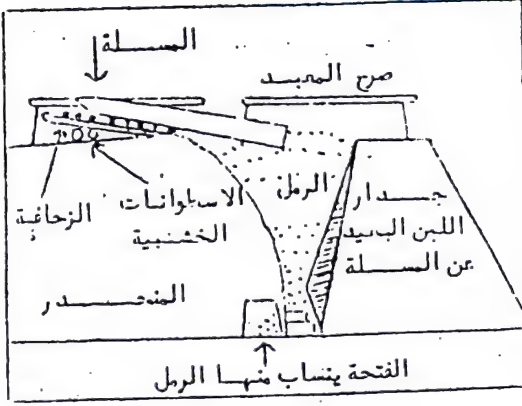 المسلة
صرح المعبد
الرمل
جدار
اللبن البعيد
عن المسلة
الاسطوانات
الخشبية
الزحافة
المنحدر
الفتحة ينساب منها الرمل